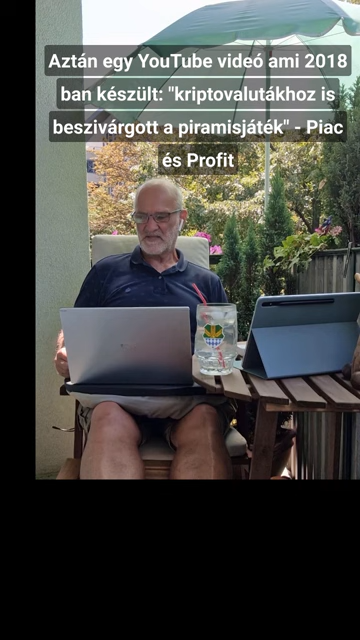 Aztán egy YouTube videó ami 2018
ban készült: "kriptovalutákhoz is
beszivárgott a piramisjáték" - Piac
és Profit